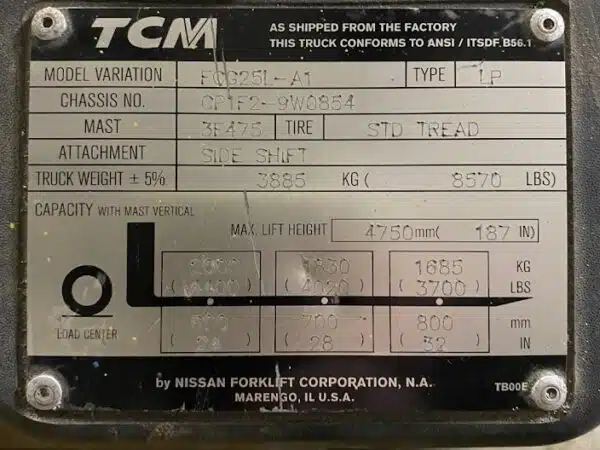 TCM
AS SHIPPED FROM THE FACTORY
THIS TRUCK CONFORMS TO ANSI / ITSDF B56.1
MODEL VARIATION FCG25L-A1 TYPE LP
CHASSIS NO. CP1F2-9W0854
MAST 3F475 TIRE STD TREAD
ATTACHMENT SIDE SHIFT
TRUCK WEIGHT ± 5% 3885 KG ( 8570 LBS)
CAPACITY WITH MAST VERTICAL
MAX. LIFT HEIGHT 4750mm( 187 IN)
1830 1685 KG
(4020) (3700) LBS
LOAD CENTER
700 800 mm
(24) (28) (32) IN
by NISSAN FORKLIFT CORPORATION, N.A.
MARENGO, IL U.S.A.
TB00E